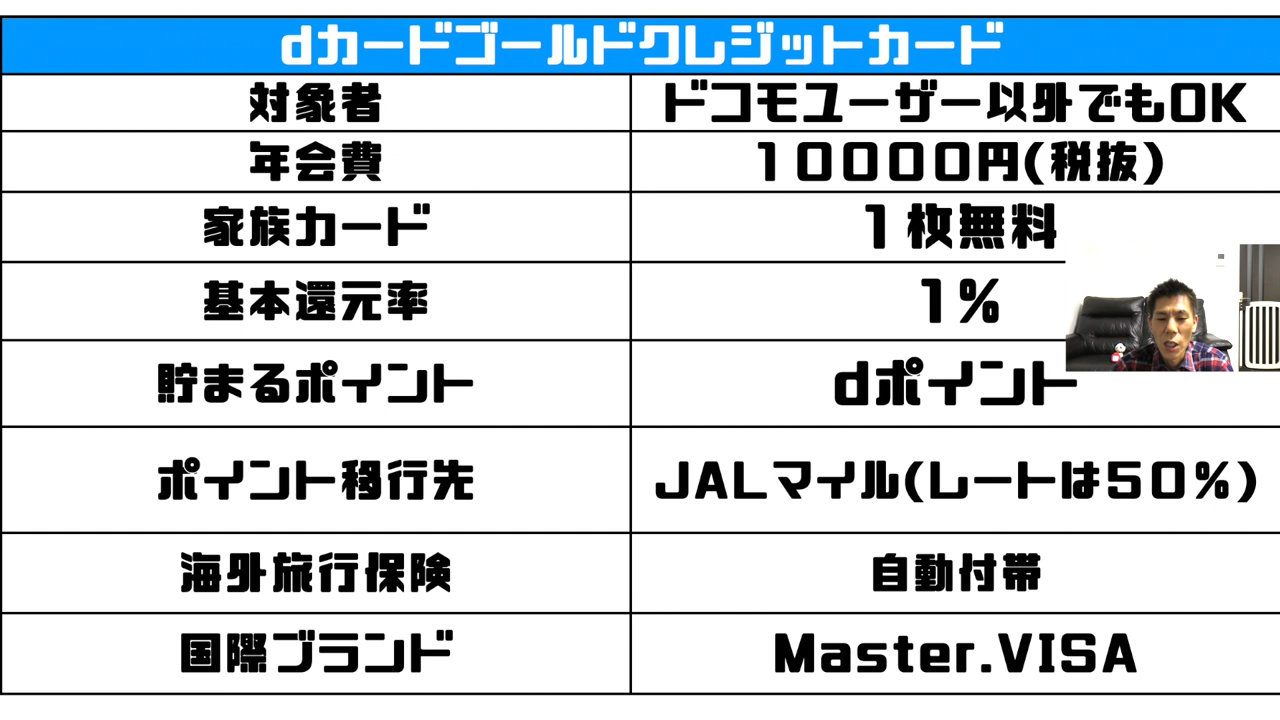 dカードゴールドクレジットカード
対象者 ドコモユーザー以外でもOK
年会費 10000円(税抜)
家族カード 1枚無料
基本還元率 1%
貯まるポイント dポイント
ポイント移行先 JALマイル(レートは50%)
海外旅行保険 自動付帯
国際ブランド Master.VISA